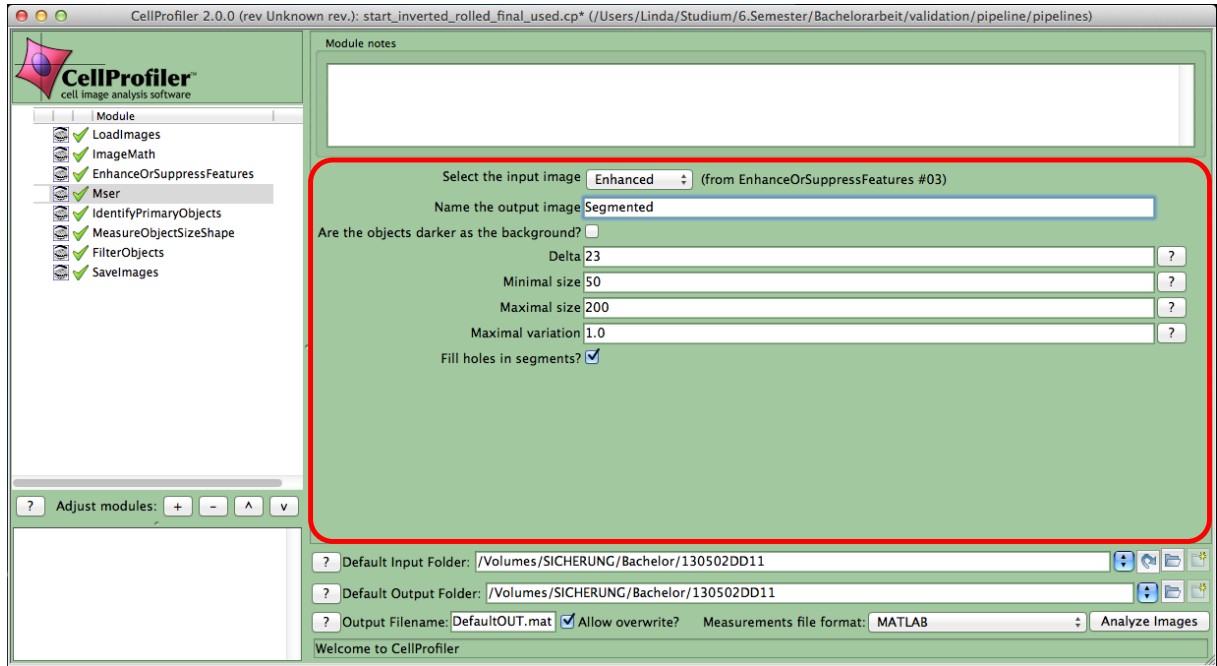 CellProfiler 2.0.0 (rev Unknown rev.): start_inverted_rolled_final_used.cp* (/Users/Linda/Studium/6.Semester/Bachelorarbeit/validation/pipeline/pipelines)
CellProfiler™
cell image analysis software
Module
LoadImages
ImageMath
EnhanceOrSuppressFeatures
Mser
IdentifyPrimaryObjects
MeasureObjectSizeShape
FilterObjects
SaveImages
? Adjust modules: + - ^ v
Module notes
Select the input image Enhanced (from EnhanceOrSuppressFeatures #03)
Name the output image Segmented
Are the objects darker as the background?
Delta 23 ?
Minimal size 50 ?
Maximal size 200 ?
Maximal variation 1.0 ?
Fill holes in segments?
? Default Input Folder: /Volumes/SICHERUNG/Bachelor/130502DD11
? Default Output Folder: /Volumes/SICHERUNG/Bachelor/130502DD11
? Output Filename: DefaultOUT.mat Allow overwrite? Measurements file format: MATLAB Analyze Images
Welcome to CellProfiler